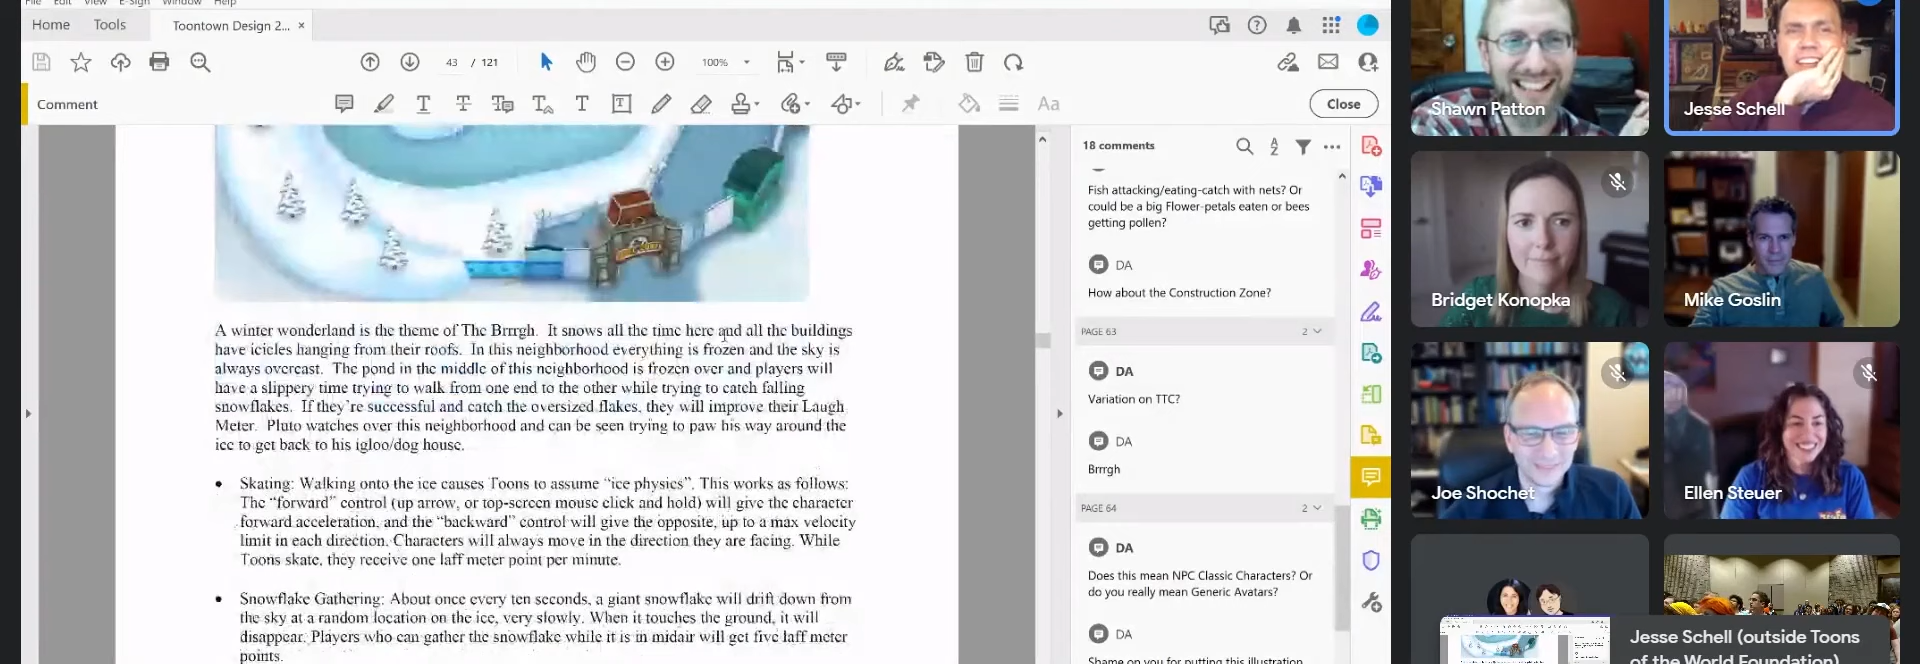 File Edit View E-Sign Window Help
Home Tools Toontown Design 2... ×
43 / 121 100%
Comment
Close
A winter wonderland is the theme of The Brrrgh. It snows all the time here and all the buildings
have icicles hanging from their roofs. In this neighborhood everything is frozen and the sky is
always overcast. The pond in the middle of this neighborhood is frozen over and players will
have a slippery time trying to walk from one end to the other while trying to catch falling
snowflakes. If they're successful and catch the oversized flakes, they will improve their Laugh
Meter. Pluto watches over this neighborhood and can be seen trying to paw his way around the
ice to get back to his igloo/dog house.
• Skating: Walking onto the ice causes Toons to assume "ice physics". This works as follows:
The "forward" control (up arrow, or top-screen mouse click and hold) will give the character
forward acceleration, and the "backward" control will give the opposite, up to a max velocity
limit in each direction. Characters will always move in the direction they are facing. While
Toons skate, they receive one laff meter point per minute.
• Snowflake Gathering: About once every ten seconds, a giant snowflake will drift down from
the sky at a random location on the ice, very slowly. When it touches the ground, it will
disappear. Players who can gather the snowflake while it is in midair will get five laff meter
points.
18 comments
Fish attacking/eating-catch with nets? Or
could be a big Flower-petals eaten or bees
getting pollen?
DA
How about the Construction Zone?
PAGE 63 2
DA
Variation on TTC?
DA
Brrrgh
PAGE 64 2
DA
Does this mean NPC Classic Characters? Or
do you really mean Generic Avatars?
DA
Shame on you for putting this illustration
Shawn Patton
Jesse Schell
Bridget Konopka
Mike Goslin
Joe Shochet
Ellen Steuer
Jesse Schell (outside Toons
of the World Foundation)